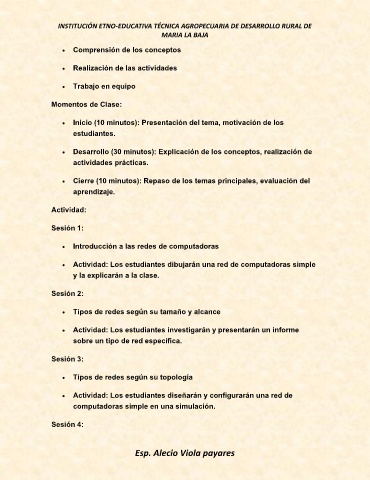 INSTITUCIÓN ETNO-EDUCATIVA TÉCNICA AGROPECUARIA DE DESARROLLO RURAL DE
MARIA LA BAJA
• Comprensión de los conceptos
• Realización de las actividades
• Trabajo en equipo
Momentos de Clase:
• Inicio (10 minutos): Presentación del tema, motivación de los
estudiantes.
• Desarrollo (30 minutos): Explicación de los conceptos, realización de
actividades prácticas.
• Cierre (10 minutos): Repaso de los temas principales, evaluación del
aprendizaje.
Actividad:
Sesión 1:
• Introducción a las redes de computadoras
• Actividad: Los estudiantes dibujarán una red de computadoras simple
y la explicarán a la clase.
Sesión 2:
• Tipos de redes según su tamaño y alcance
• Actividad: Los estudiantes investigarán y presentarán un informe
sobre un tipo de red específica.
Sesión 3:
• Tipos de redes según su topología
• Actividad: Los estudiantes diseñarán y configurarán una red de
computadoras simple en una simulación.
Sesión 4:
Esp. Alecio Viola payares